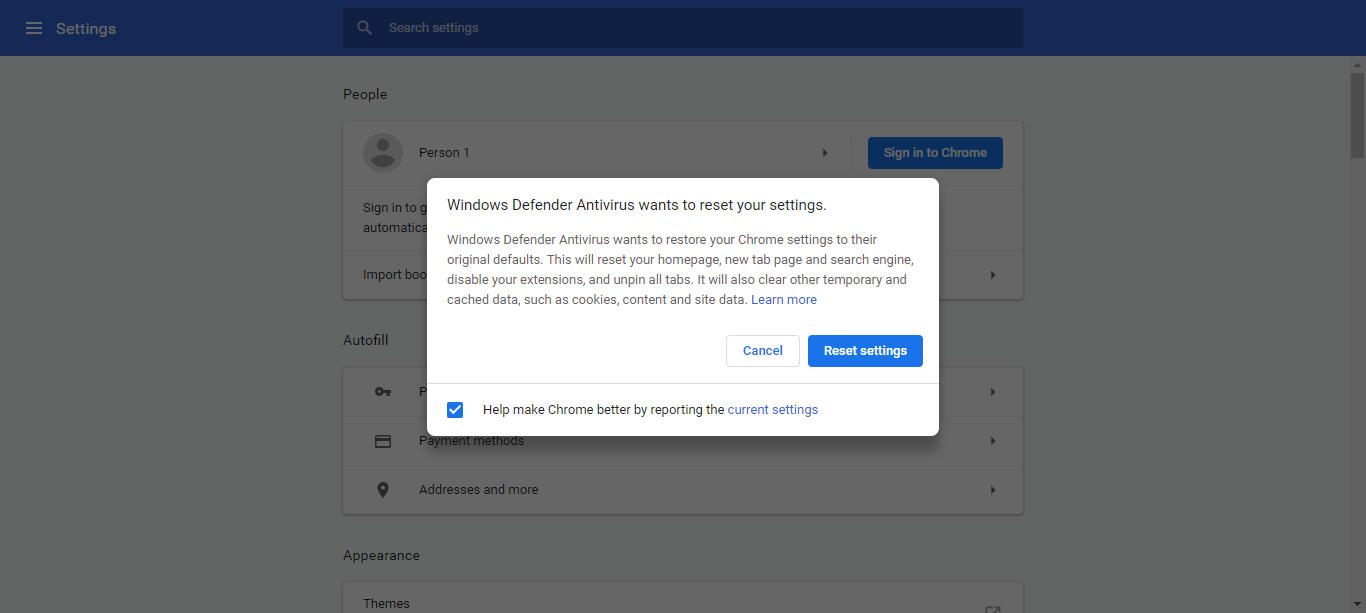 Settings
Search settings
People
Person 1
Sign in to Chrome
Sign in to g
automatica
Import boo
Windows Defender Antivirus wants to reset your settings.
Windows Defender Antivirus wants to restore your Chrome settings to their
original defaults. This will reset your homepage, new tab page and search engine,
disable your extensions, and unpin all tabs. It will also clear other temporary and
cached data, such as cookies, content and site data. Learn more
Cancel
Reset settings
Help make Chrome better by reporting the current settings
Autofill
P
Payment methods
Addresses and more
Appearance
Themes